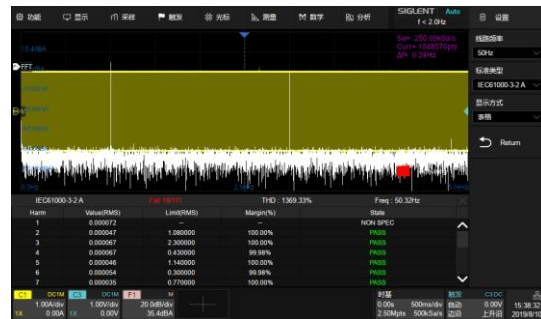 功能 显示 采样 触发 光标 测量 数学 分析
SIGLENT Auto
f < 2.0Hz
设置
Sa= 250.00kSa/s
Curr= 1048576pts
Δf= 0.24Hz
15.4dBA
FFT
线路频率
50Hz
标准类型
IEC61000-3-2 A
显示方式
表格
Return
IEC61000-3-2 A THD : 1369.33% Freq : 50.32Hz
Harm Value(RMS) Limit(RMS) Margin(%) State
1 0.000072 -- -- NON SPEC
2 0.000047 1.080000 100.00% PASS
3 0.000067 2.300000 100.00% PASS
4 0.000067 0.430000 99.98% PASS
5 0.000046 1.140000 100.00% PASS
6 0.000054 0.300000 99.98% PASS
7 0.000035 0.770000 100.00% PASS
C1 DC1M C3 DC1M F1 M 时基 触发 C3 DC
1.00A/div 1.00V/div 20.0dB/div 0.00s 500ms/div 自动 0.00V 15:38:32
1X 0.00A 1X 0.00V 35.4dBA 2.50Mpts 500kSa/s 边沿 上升沿 2019/8/10